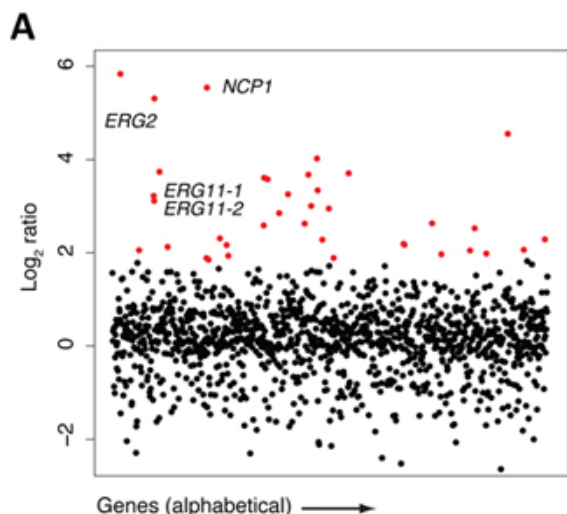 A
6
NCP1
ERG2
4
ERG11-1
ERG11-2
2
0
−2
Log2 ratio
Genes (alphabetical)